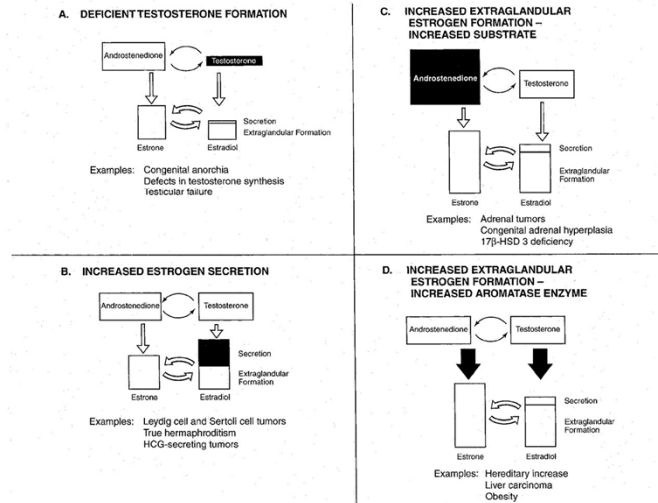 A. DEFICIENT TESTOSTERONE FORMATION
Androstenedione
Testosterone
Secretion
Extraglandular Formation
Estrone
Estradiol
Examples: Congenital anorchia
Defects in testosterone synthesis
Testicular failure
B. INCREASED ESTROGEN SECRETION
Androstenedione
Testosterone
Secretion
Extraglandular
Formation
Estrone
Estradiol
Examples: Leydig cell and Sertoli cell tumors
True hermaphroditism
HCG-secreting tumors
C. INCREASED EXTRAGLANDULAR
ESTROGEN FORMATION –
INCREASED SUBSTRATE
Androstenedione
Testosterone
Secretion
Extraglandular
Formation
Estrone
Estradiol
Examples: Adrenal tumors
Congenital adrenal hyperplasia
17β-HSD 3 deficiency
D. INCREASED EXTRAGLANDULAR
ESTROGEN FORMATION –
INCREASED AROMATASE ENZYME
Androstenedione
Testosterone
Secretion
Extraglandular
Formation
Estrone
Estradiol
Examples: Hereditary increase
Liver carcinoma
Obesity